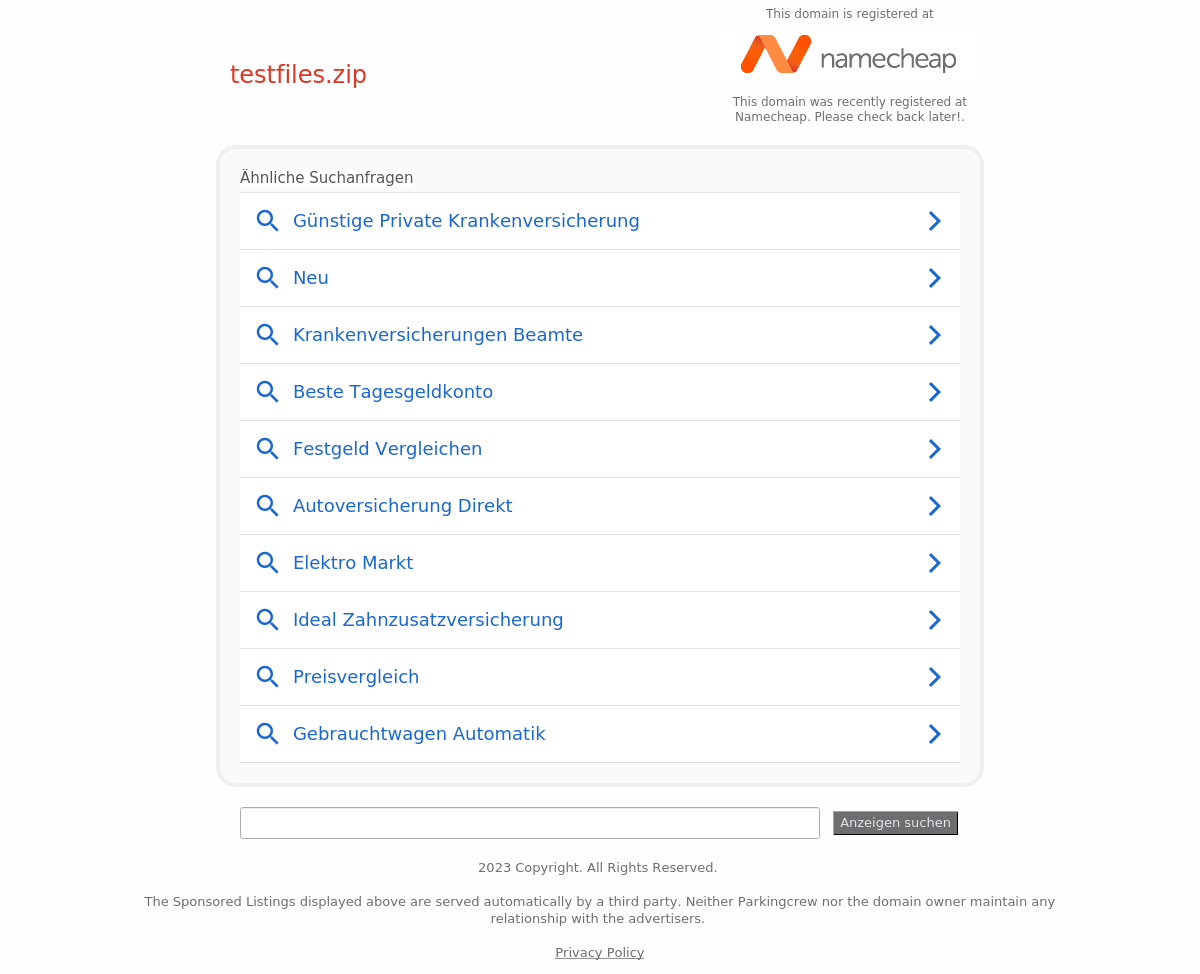 This domain is registered at
namecheap
testfiles.zip
This domain was recently registered at
Namecheap. Please check back later!.
Ähnliche Suchanfragen
Günstige Private Krankenversicherung
Neu
Krankenversicherungen Beamte
Beste Tagesgeldkonto
Festgeld Vergleichen
Autoversicherung Direkt
Elektro Markt
Ideal Zahnzusatzversicherung
Preisvergleich
Gebrauchtwagen Automatik
Anzeigen suchen
2023 Copyright. All Rights Reserved.
The Sponsored Listings displayed above are served automatically by a third party. Neither Parkingcrew nor the domain owner maintain any
relationship with the advertisers.
Privacy Policy